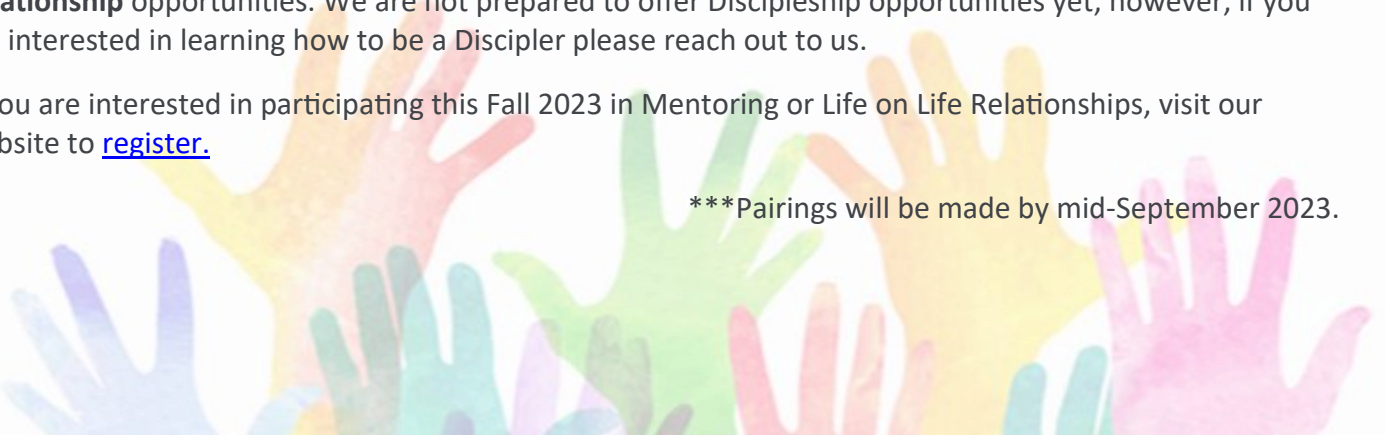 ationship opportunities. We are not prepared to offer Discipleship opportunities yet, however, if you
interested in learning how to be a Discipler please reach out to us.
ou are interested in participating this Fall 2023 in Mentoring or Life on Life Relationships, visit our
bsite to register.
***Pairings will be made by mid-September 2023.